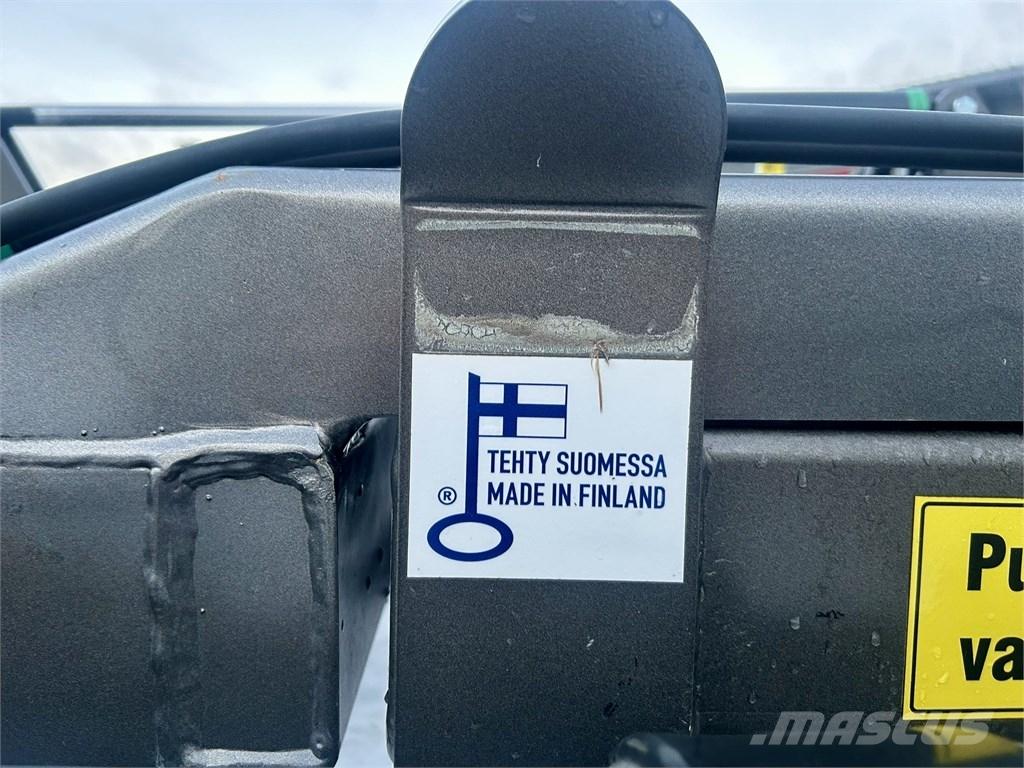 TEHTY SUOMESSA
® MADE IN FINLAND
Pu
va
MASCUS